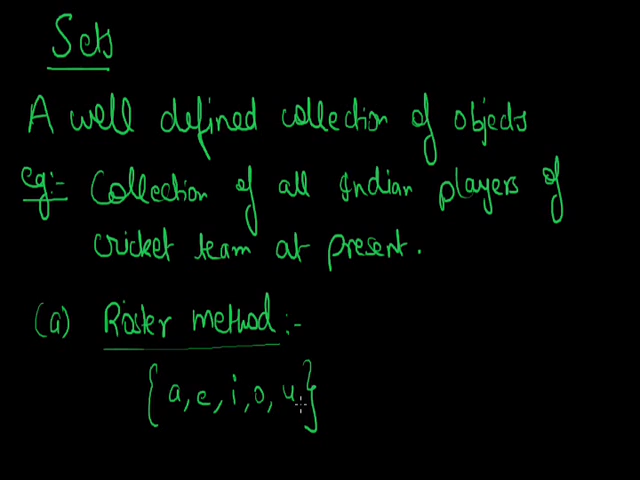 Sets
A well defined collection of objects
eg:- Collection of all Indian players of
cricket team at present.
(a) Roster method:-
{a, e, i, o, u}